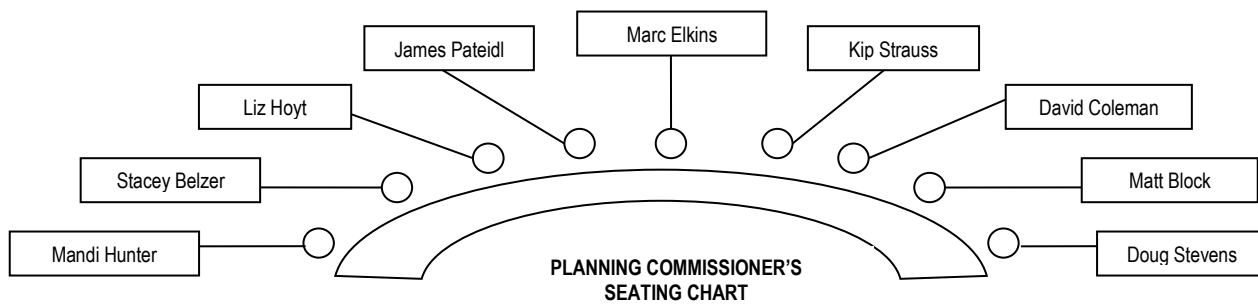 Marc Elkins
James Pateidl
Kip Strauss
Liz Hoyt
David Coleman
Stacey Belzer
Matt Block
Mandi Hunter
Doug Stevens
PLANNING COMMISSIONER'S
SEATING CHART